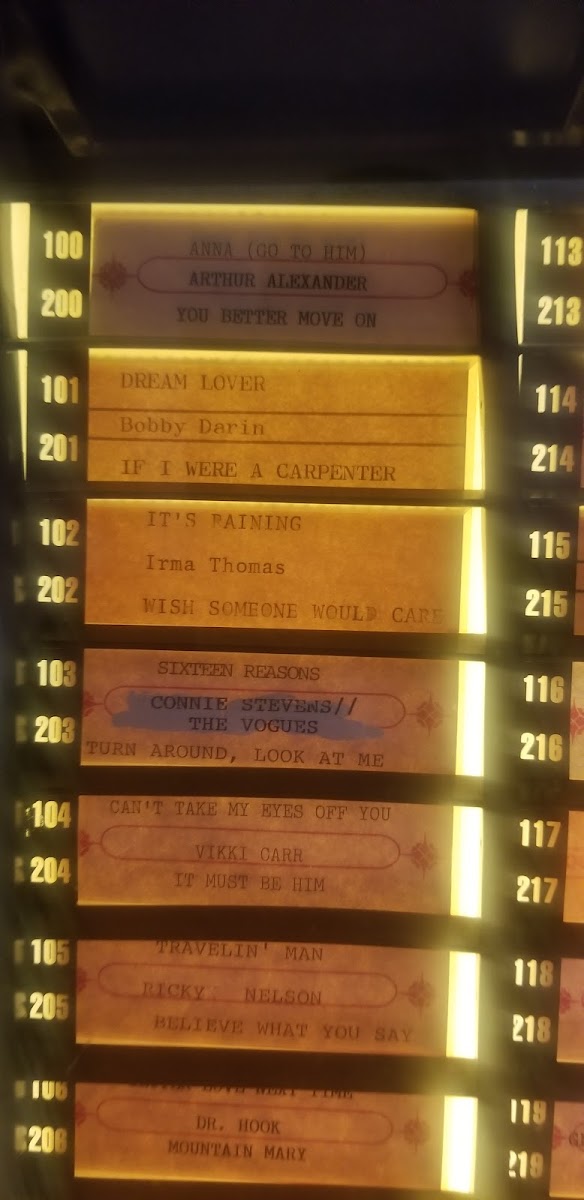 100
ANNA (GO TO HIM)
ARTHUR ALEXANDER
200
YOU BETTER MOVE ON
101
DREAM LOVER
Bobby Darin
201
IF I WERE A CARPENTER
102
IT'S RAINING
Irma Thomas
202
WISH SOMEONE WOULD CARE
103
SIXTEEN REASONS
CONNIE STEVENS//
THE VOGUES
203
TURN AROUND, LOOK AT ME
104
CAN'T TAKE MY EYES OFF YOU
VIKKI CARR
204
IT MUST BE HIM
105
TRAVELIN' MAN
RICKY NELSON
205
BELIEVE WHAT YOU SAY
106
LOVE NEXT TIME
DR. HOOK
206
MOUNTAIN MARY
113
213
114
214
115
215
116
216
117
217
118
218
119
219